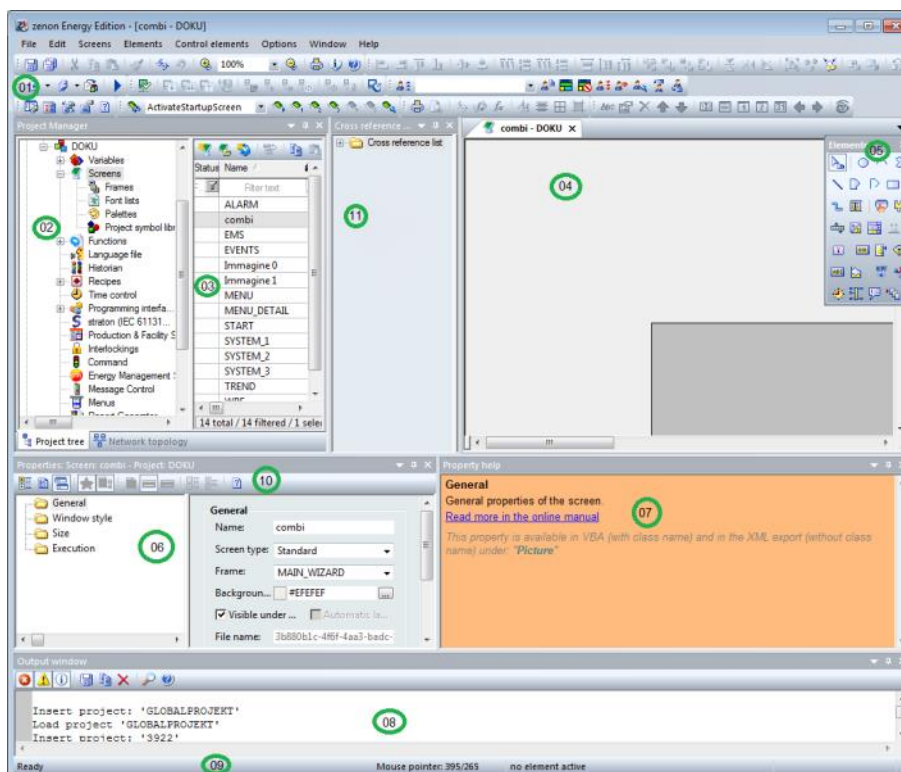 zenon Energy Edition - [combi - DOKU]
File Edit Screens Elements Control elements Options Window Help
100%
01
ActivateStartupScreen
Project Manager
DOKU
Variables
Screens
Frames
Font lists
Palettes
Project symbol libr
Functions
Language file
Historian
Recipes
Time control
Programming interfa...
straton (IEC 61131...
Production & Facility S
Interlockings
Command
Energy Management S
Message Control
Menus
02
Project tree
Network topology
Status Name
Filter text
ALARM
combi
EMS
EVENTS
Immagine 0
Immagine 1
MENU
MENU_DETAIL
START
SYSTEM_1
SYSTEM_2
SYSTEM_3
TREND
03
14 total / 14 filtered / 1 selec
Cross reference ...
Cross reference list
11
combi - DOKU
04
05
Properties: Screen: combi - Project: DOKU
10
General
Window style
Size
Execution
06
General
Name: combi
Screen type: Standard
Frame: MAIN_WIZARD
Backgroun... #EFEFEF ...
Visible under ... Automatic la...
File name: 3b880b1c-4f6f-4aa3-badc-
Property help
General
General properties of the screen.
Read more in the online manual
07
This property is available in VBA (with class name) and in the XML export (without class
name) under: "Picture"
Output window
Insert project: 'GLOBALPROJEKT'
Load project 'GLOBALPROJEKT'
Insert project: '3922'
08
Ready
09
Mouse pointer: 395/265
no element active